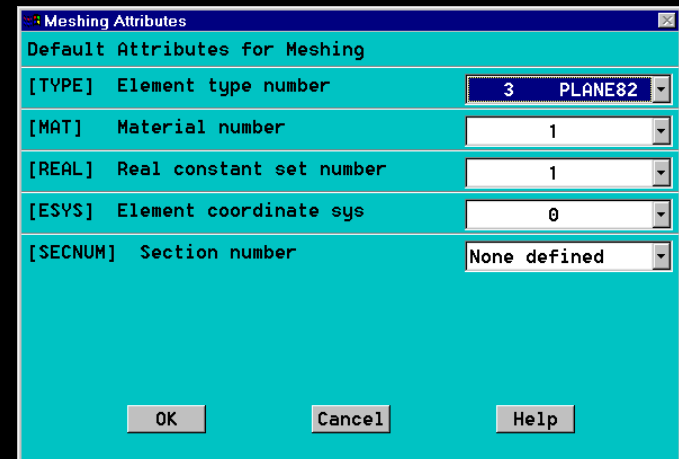 Meshing Attributes
Default Attributes for Meshing
[TYPE] Element type number 3 PLANE82
[MAT] Material number 1
[REAL] Real constant set number 1
[ESYS] Element coordinate sys 0
[SECNUM] Section number None defined
OK Cancel Help